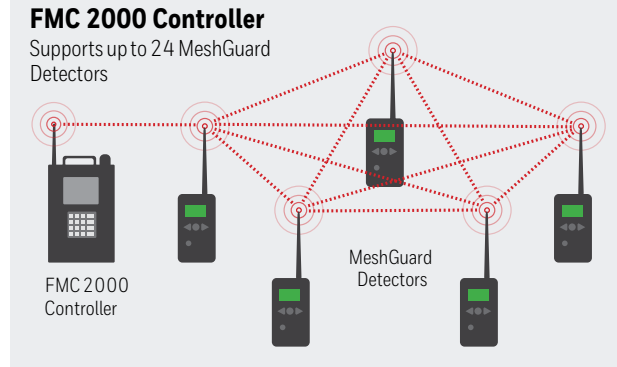 FMC 2000 Controller
Supports up to 24 MeshGuard
Detectors
MeshGuard
Detectors
FMC 2000
Controller